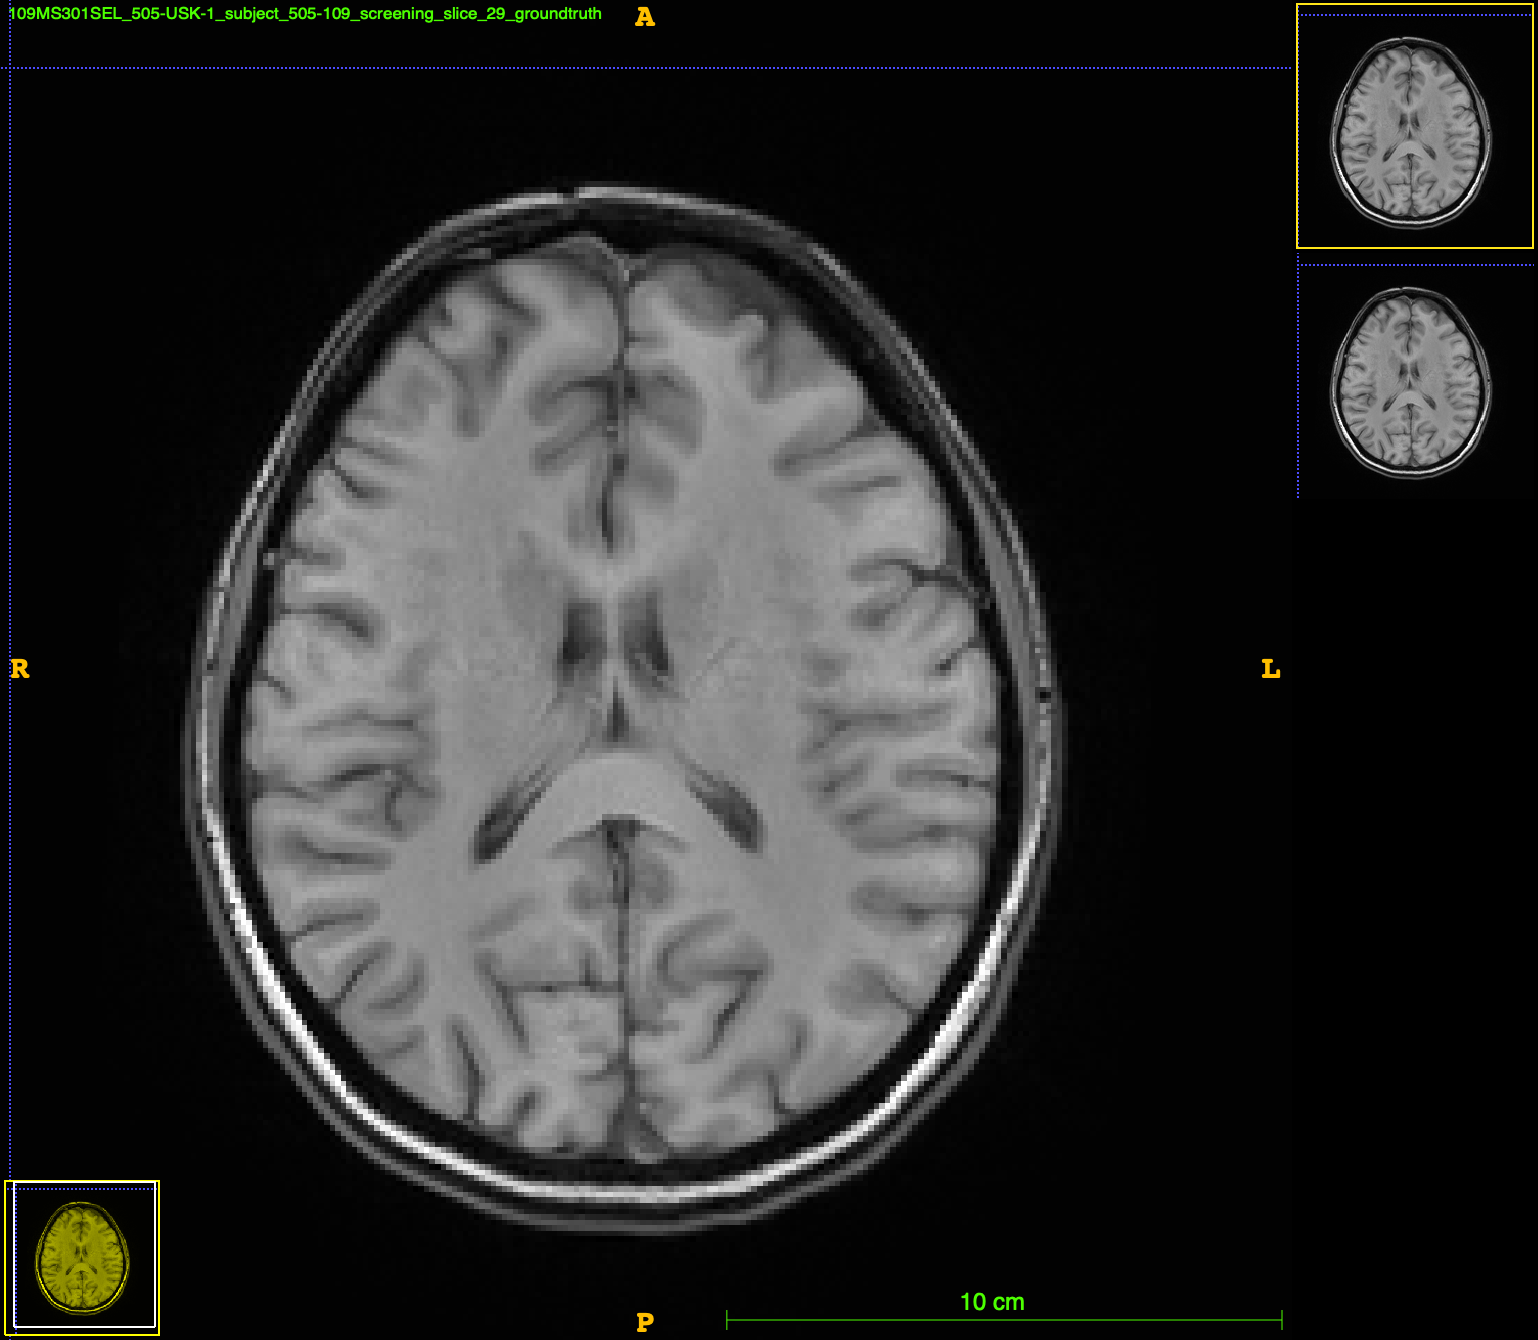 109MS301SEL_505-USK-1_subject_505-109_screening_slice_29_groundtruth
A
R
L
10 cm
P